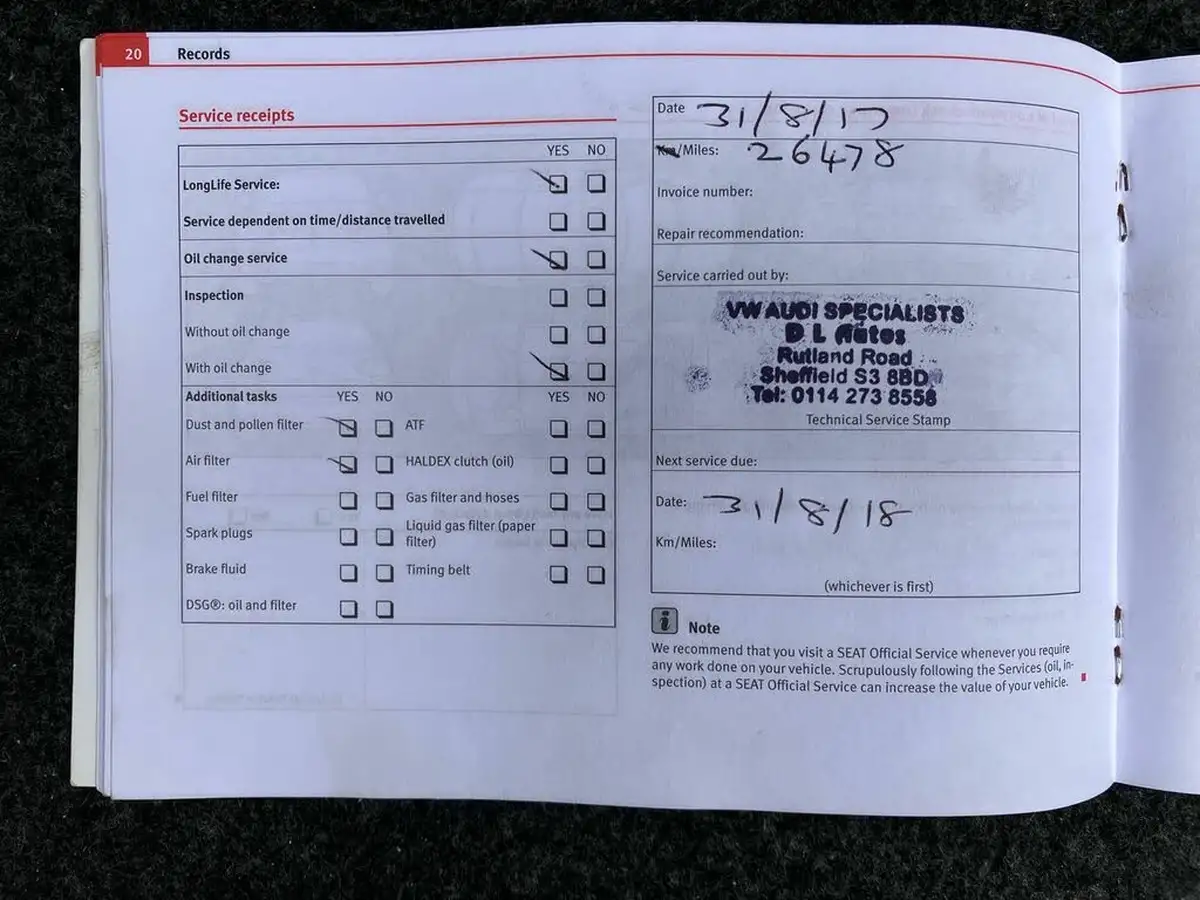 20 Records
Service receipts
YES NO
LongLife Service:
Service dependent on time/distance travelled
Oil change service
Inspection
Without oil change
With oil change
Additional tasks YES NO YES NO
Dust and pollen filter ATF
Air filter HALDEX clutch (oil)
Fuel filter Gas filter and hoses
Spark plugs Liquid gas filter (paper
filter)
Brake fluid Timing belt
DSG®: oil and filter
Date 31/8/17
Km/Miles: 26478
Invoice number:
Repair recommendation:
Service carried out by:
VW AUDI SPECIALISTS
D L Autos
Rutland Road
Sheffield S3 8BD
Tel: 0114 273 8558
Technical Service Stamp
Next service due:
Date: 31/8/18
Km/Miles:
(whichever is first)
i Note
We recommend that you visit a SEAT Official Service whenever you require
any work done on your vehicle. Scrupulously following the Services (oil, in-
spection) at a SEAT Official Service can increase the value of your vehicle.